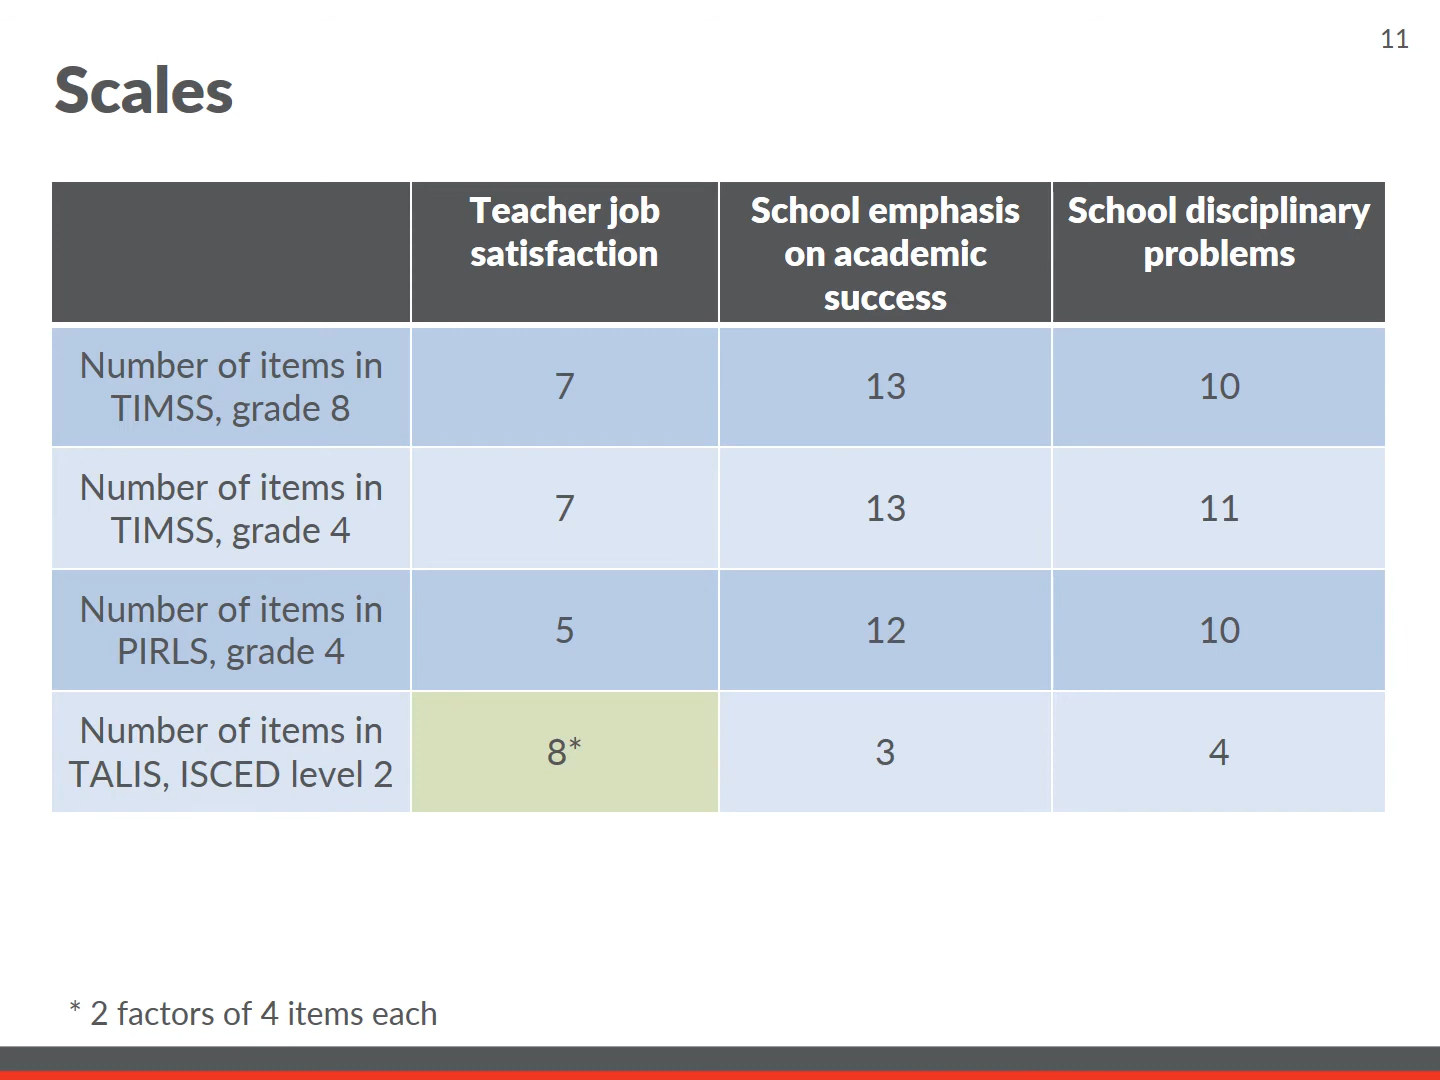 11
Scales
Teacher job
satisfaction
School emphasis
on academic
success
School disciplinary
problems
Number of items in
TIMSS, grade 8
7
13
10
Number of items in
TIMSS, grade 4
7
13
11
Number of items in
PIRLS, grade 4
5
12
10
Number of items in
TALIS, ISCED level 2
8*
3
4
* 2 factors of 4 items each